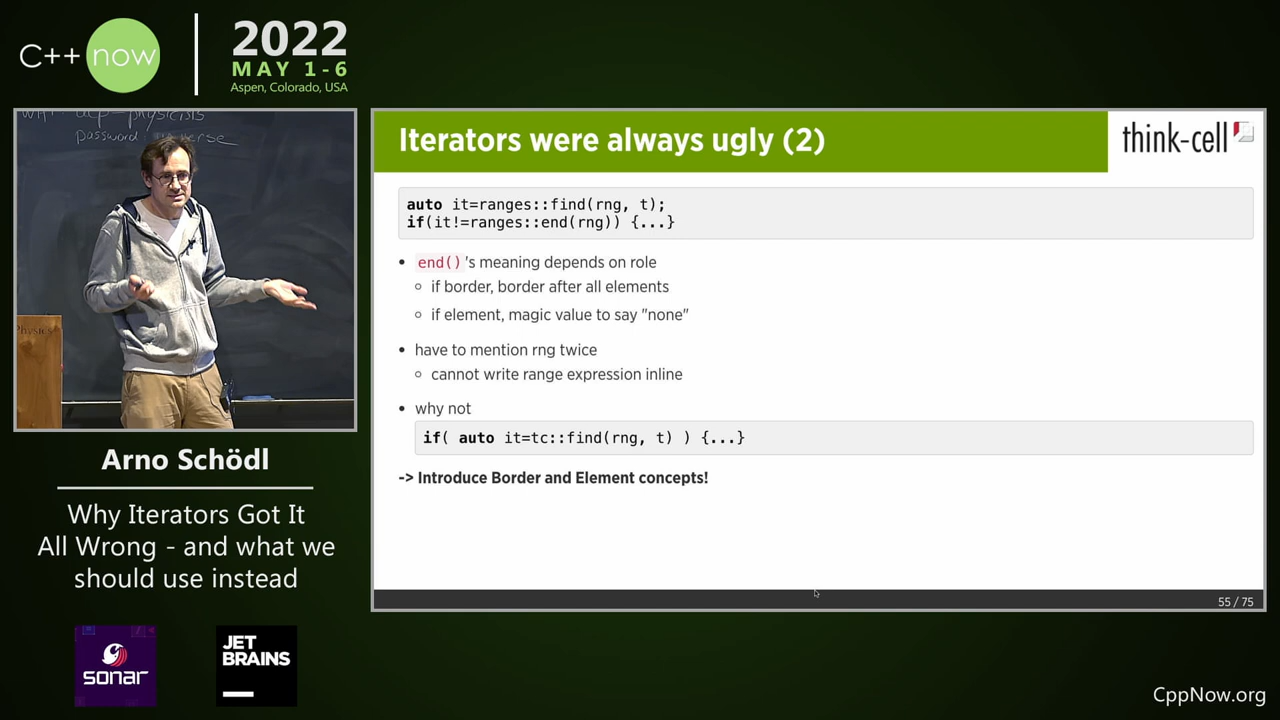 C++ now
2022
MAY 1-6
Aspen, Colorado, USA
physicists
password
Physics
Arno Schödl
Why Iterators Got It
All Wrong - and what we
should use instead
sonar
JET
BRAINS
Iterators were always ugly (2)
think-cell
auto it=ranges::find(rng, t);
if(it!=ranges::end(rng)) {...}
• end()'s meaning depends on role
○ if border, border after all elements
○ if element, magic value to say "none"
• have to mention rng twice
○ cannot write range expression inline
• why not
if( auto it=tc::find(rng, t) ) {...}
-> Introduce Border and Element concepts!
55 / 75
CppNow.org